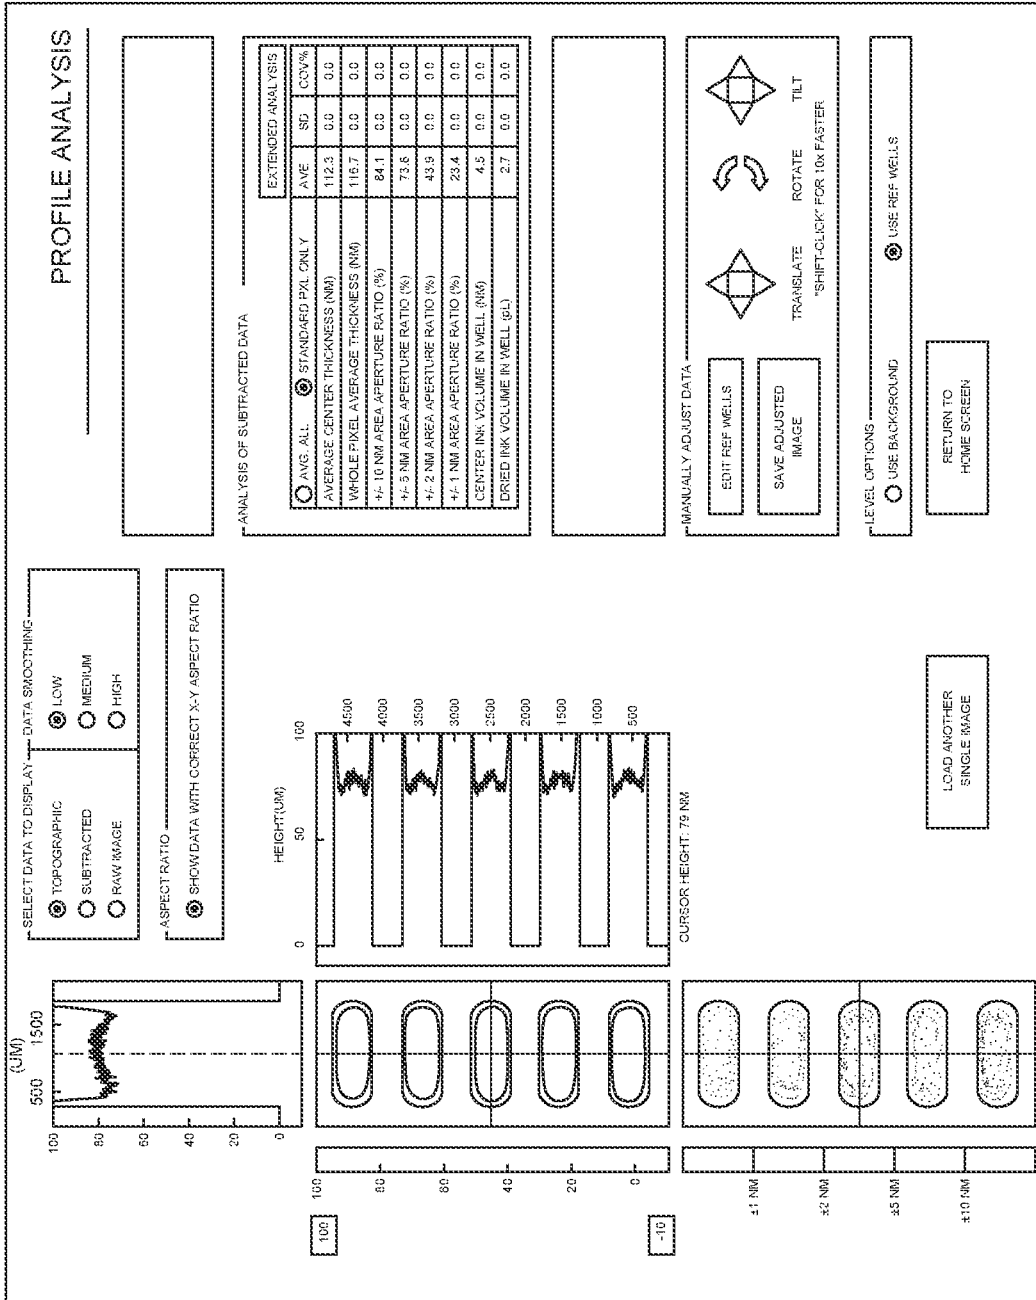 PROFILE ANALYSIS
(UM)
500
1500
100
80
60
40
20
0
SELECT DATA TO DISPLAY
TOPOGRAPHIC
SUBTRACTED
RAW IMAGE
DATA SMOOTHING
LOW
MEDIUM
HIGH
ASPECT RATIO
SHOW DATA WITH CORRECT X-Y ASPECT RATIO
ANALYSIS OF SUBTRACTED DATA
EXTENDED ANALYSIS
AVG. ALL STANDARD PXL ONLY AVE SD COV%
AVERAGE CENTER THICKNESS (NM) 112.3 0.0 0.0
WHOLE PIXEL AVERAGE THICKNESS (NM) 116.7 0.0 0.0
+/- 10 NM AREA APERTURE RATIO (%) 84.1 0.0 0.0
+/- 5 NM AREA APERTURE RATIO (%) 73.6 0.0 0.0
+/- 2 NM AREA APERTURE RATIO (%) 43.9 0.0 0.0
+/- 1 NM AREA APERTURE RATIO (%) 23.4 0.0 0.0
CENTER INK VOLUME IN WELL (NM) 4.5 0.0 0.0
DRIED INK VOLUME IN WELL (pL) 2.7 0.0 0.0
100
-10
100
80
60
40
20
0
HEIGHT(UM)
0
50
100
4500
4000
3500
3000
2500
2000
1500
1000
500
CURSOR HEIGHT: 79 NM
MANUALLY ADJUST DATA
EDIT REF WELLS
SAVE ADJUSTED
IMAGE
TRANSLATE ROTATE TILT
"SHIFT-CLICK" FOR 10x FASTER
LEVEL OPTIONS
USE BACKGROUND USE REF WELLS
±1 NM
±2 NM
±5 NM
±10 NM
LOAD ANOTHER
SINGLE IMAGE
RETURN TO
HOME SCREEN